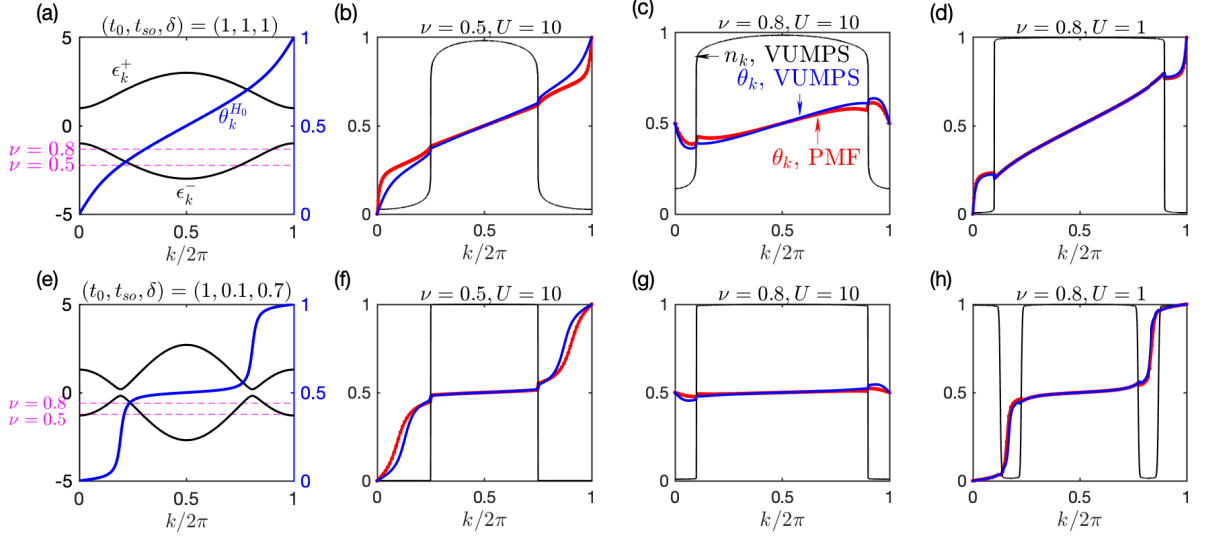 (a)
(t₀, tₛₒ, δ) = (1, 1, 1)
5
0
-5
1
0.5
0
ϵₖ⁺
θₖᴴ⁰
ϵₖ⁻
ν = 0.8
ν = 0.5
0
0.5
1
k/2π
(b)
ν = 0.5, U = 10
1
0.5
0
0
0.5
1
k/2π
(c)
ν = 0.8, U = 10
1
0.5
0
nₖ, VUMPS
θₖ, VUMPS
θₖ, PMF
0
0.5
1
k/2π
(d)
ν = 0.8, U = 1
1
0.5
0
0
0.5
1
k/2π
(e)
(t₀, tₛₒ, δ) = (1, 0.1, 0.7)
5
0
-5
1
0.5
0
ν = 0.8
ν = 0.5
0
0.5
1
k/2π
(f)
ν = 0.5, U = 10
1
0.5
0
0
0.5
1
k/2π
(g)
ν = 0.8, U = 10
1
0.5
0
0
0.5
1
k/2π
(h)
ν = 0.8, U = 1
1
0.5
0
0
0.5
1
k/2π